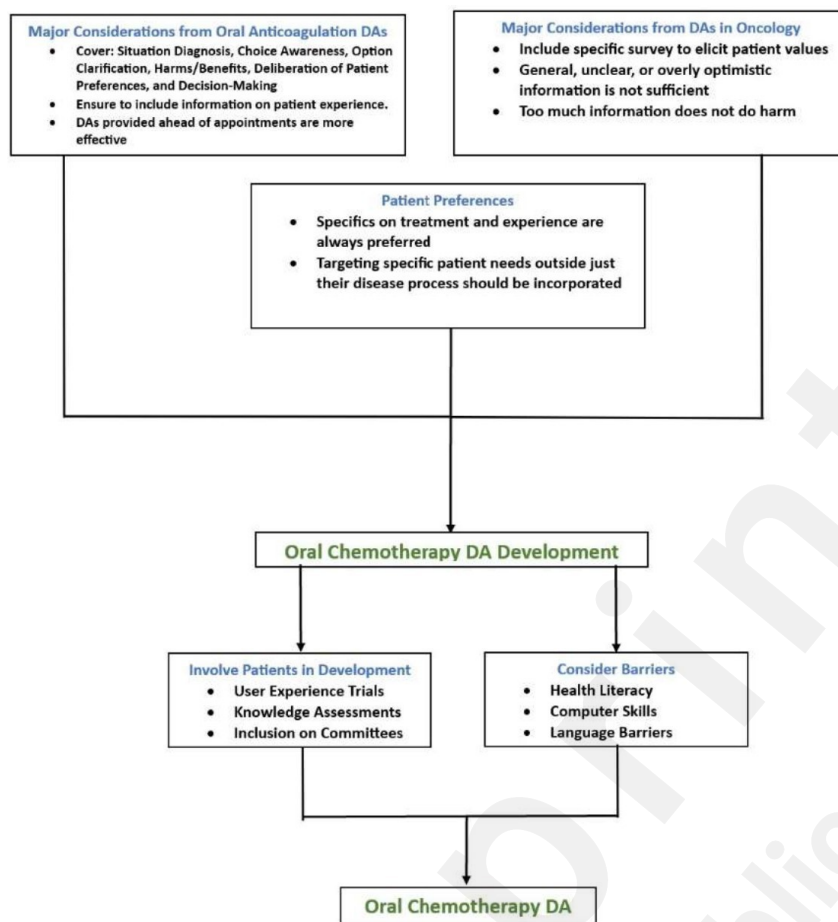 Major Considerations from Oral Anticoagulation DAs
• Cover: Situation Diagnosis, Choice Awareness, Option
Clarification, Harms/Benefits, Deliberation of Patient
Preferences, and Decision-Making
• Ensure to include information on patient experience.
• DAs provided ahead of appointments are more
effective
Major Considerations from DAs in Oncology
• Include specific survey to elicit patient values
• General, unclear, or overly optimistic
information is not sufficient
• Too much information does not do harm
Patient Preferences
• Specifics on treatment and experience are
always preferred
• Targeting specific patient needs outside just
their disease process should be incorporated
Oral Chemotherapy DA Development
Involve Patients in Development
• User Experience Trials
• Knowledge Assessments
• Inclusion on Committees
Consider Barriers
• Health Literacy
• Computer Skills
• Language Barriers
Oral Chemotherapy DA